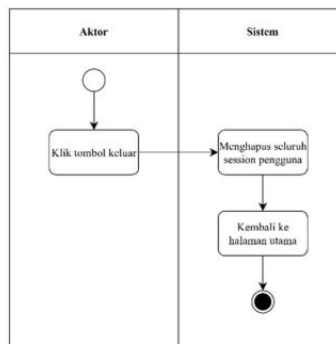 Aktor
Sistem
Klik tombol keluar
Menghapus seluruh
session pengguna
Kembali ke
halaman utama